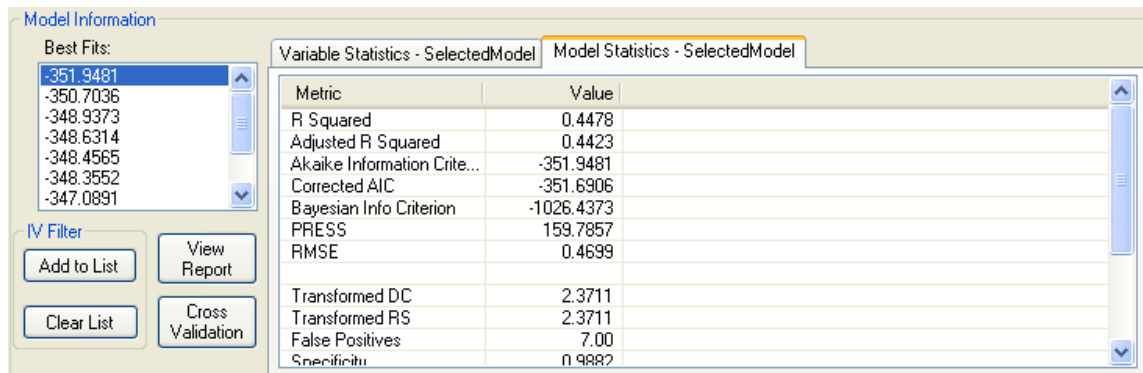 Model Information
Best Fits:
-351.9481
-350.7036
-348.9373
-348.6314
-348.4565
-348.3552
-347.0891
IV Filter
Add to List
Clear List
View
Report
Cross
Validation
Variable Statistics - SelectedModel
Model Statistics - SelectedModel
Metric Value
R Squared 0.4478
Adjusted R Squared 0.4423
Akaike Information Crite... -351.9481
Corrected AIC -351.6906
Bayesian Info Criterion -1026.4373
PRESS 159.7857
RMSE 0.4699
Transformed DC 2.3711
Transformed RS 2.3711
False Positives 7.00
Specificity 0.9882